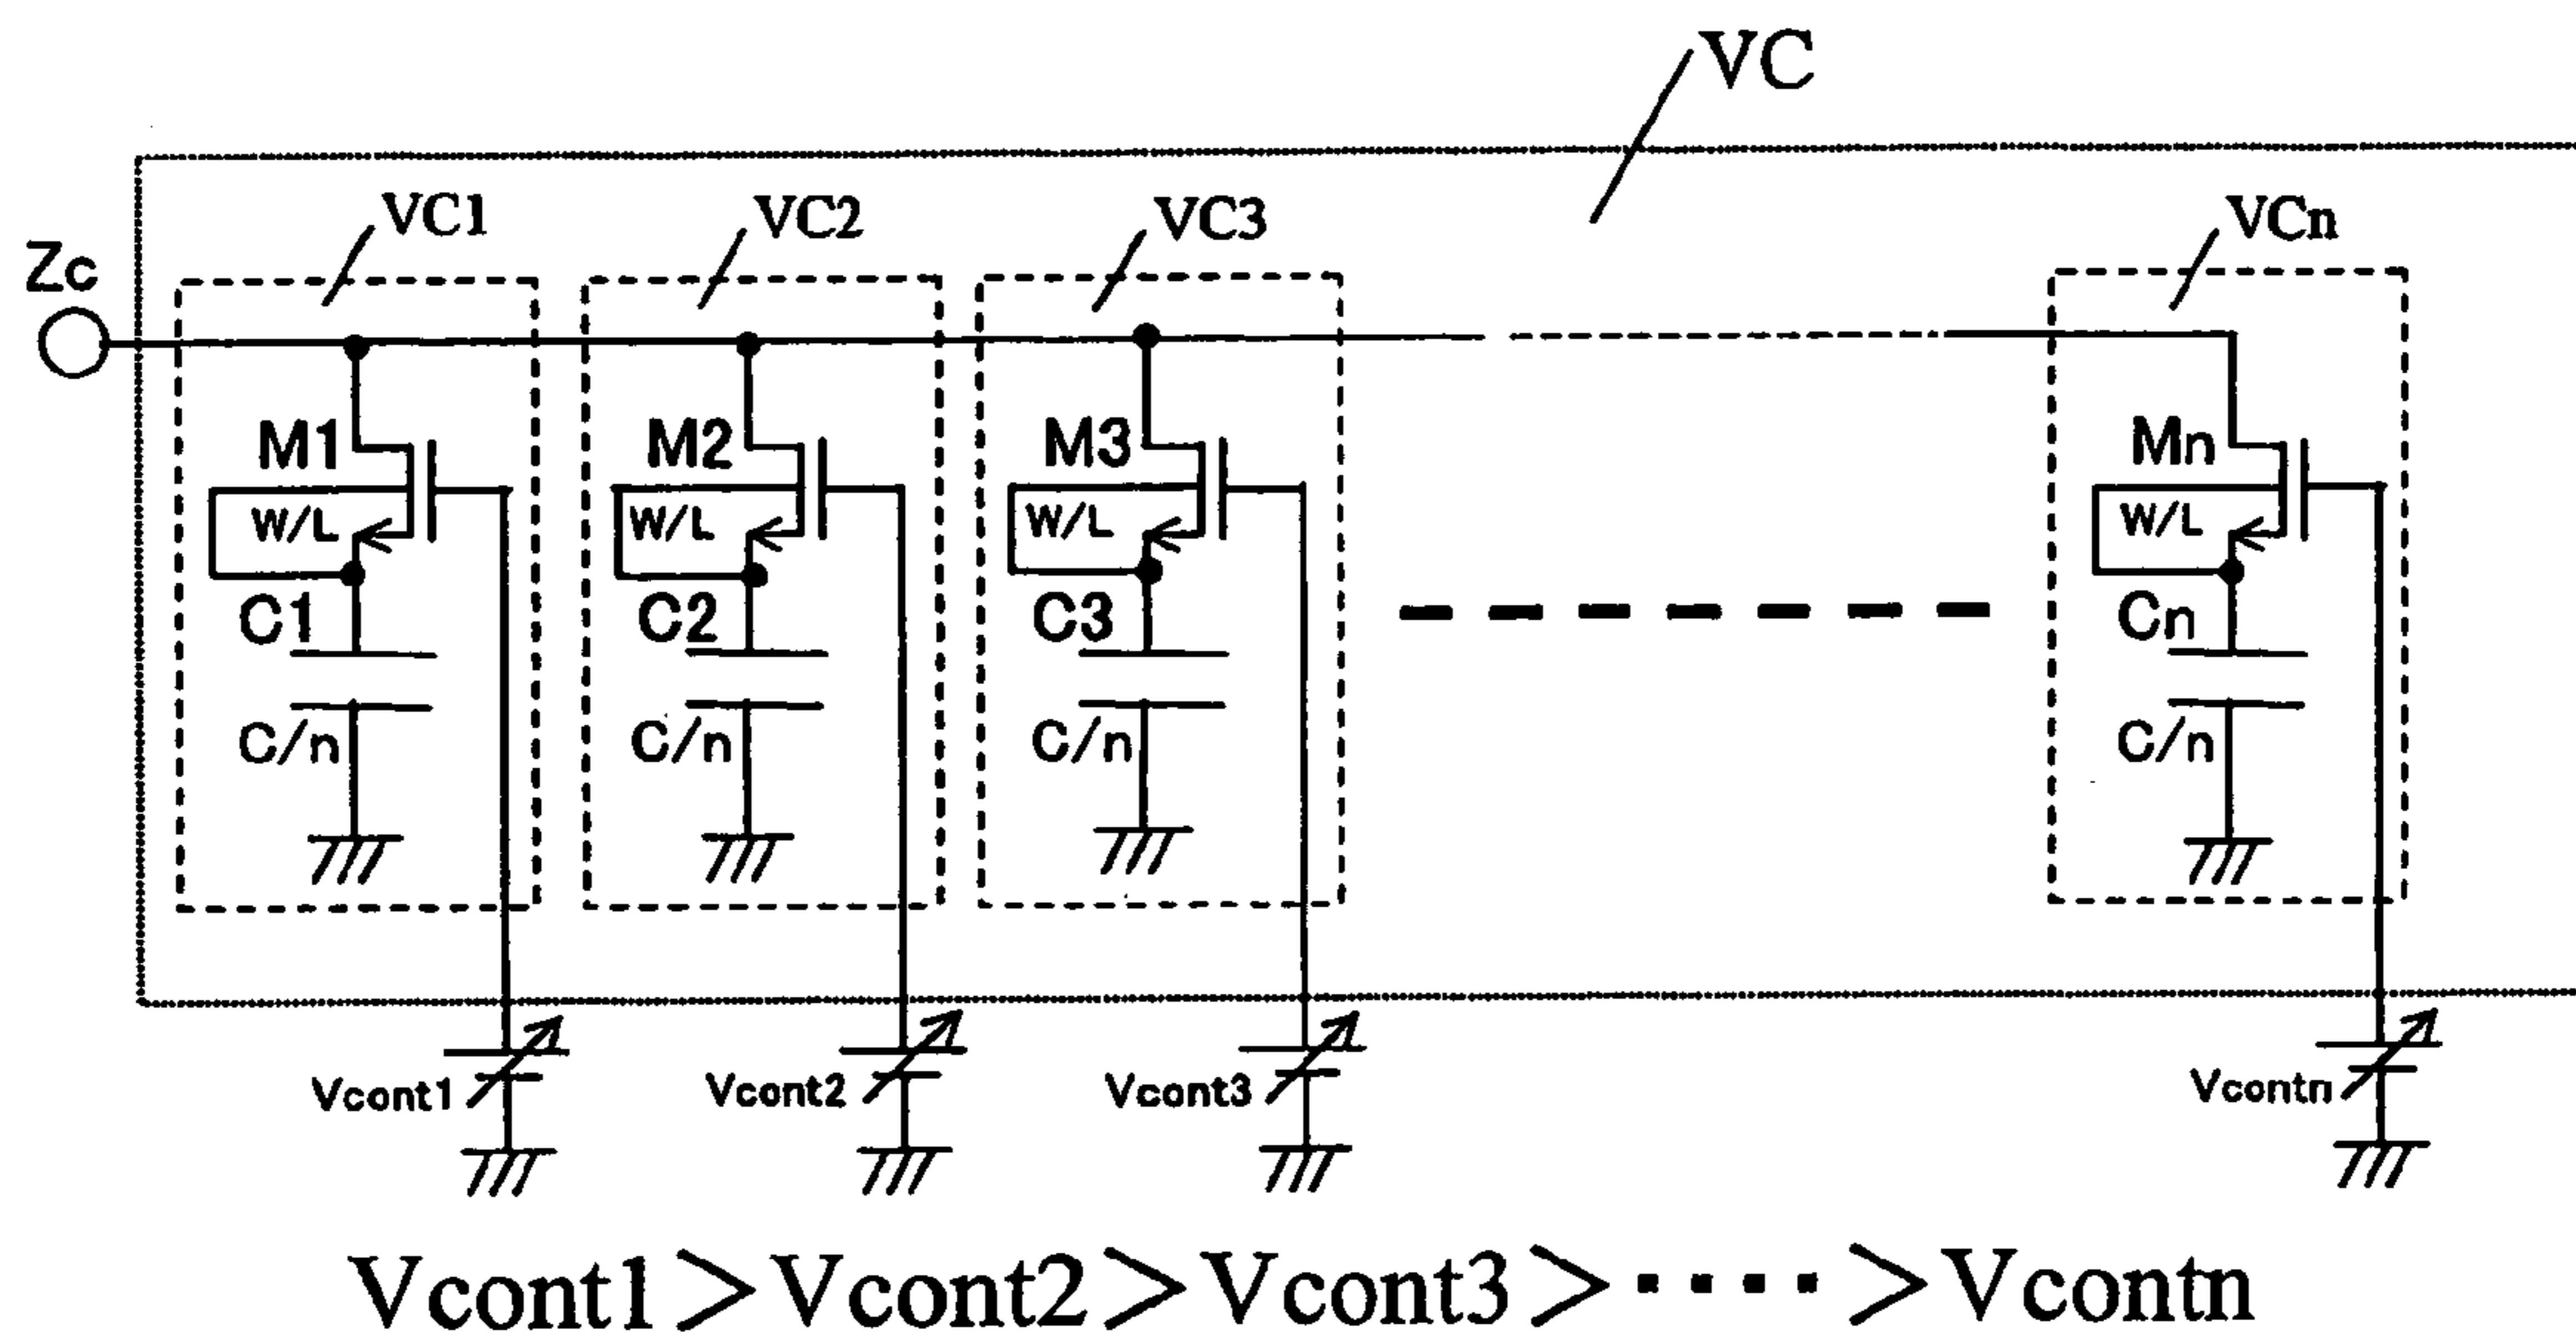 VC
VC1 VC2 VC3 VCn
Zc
M1 M2 M3 Mn
W/L W/L W/L W/L
C1 C2 C3 Cn
C/n C/n C/n C/n
Vcont1 Vcont2 Vcont3 Vcontn
Vcont1>Vcont2>Vcont3>････>Vcontn